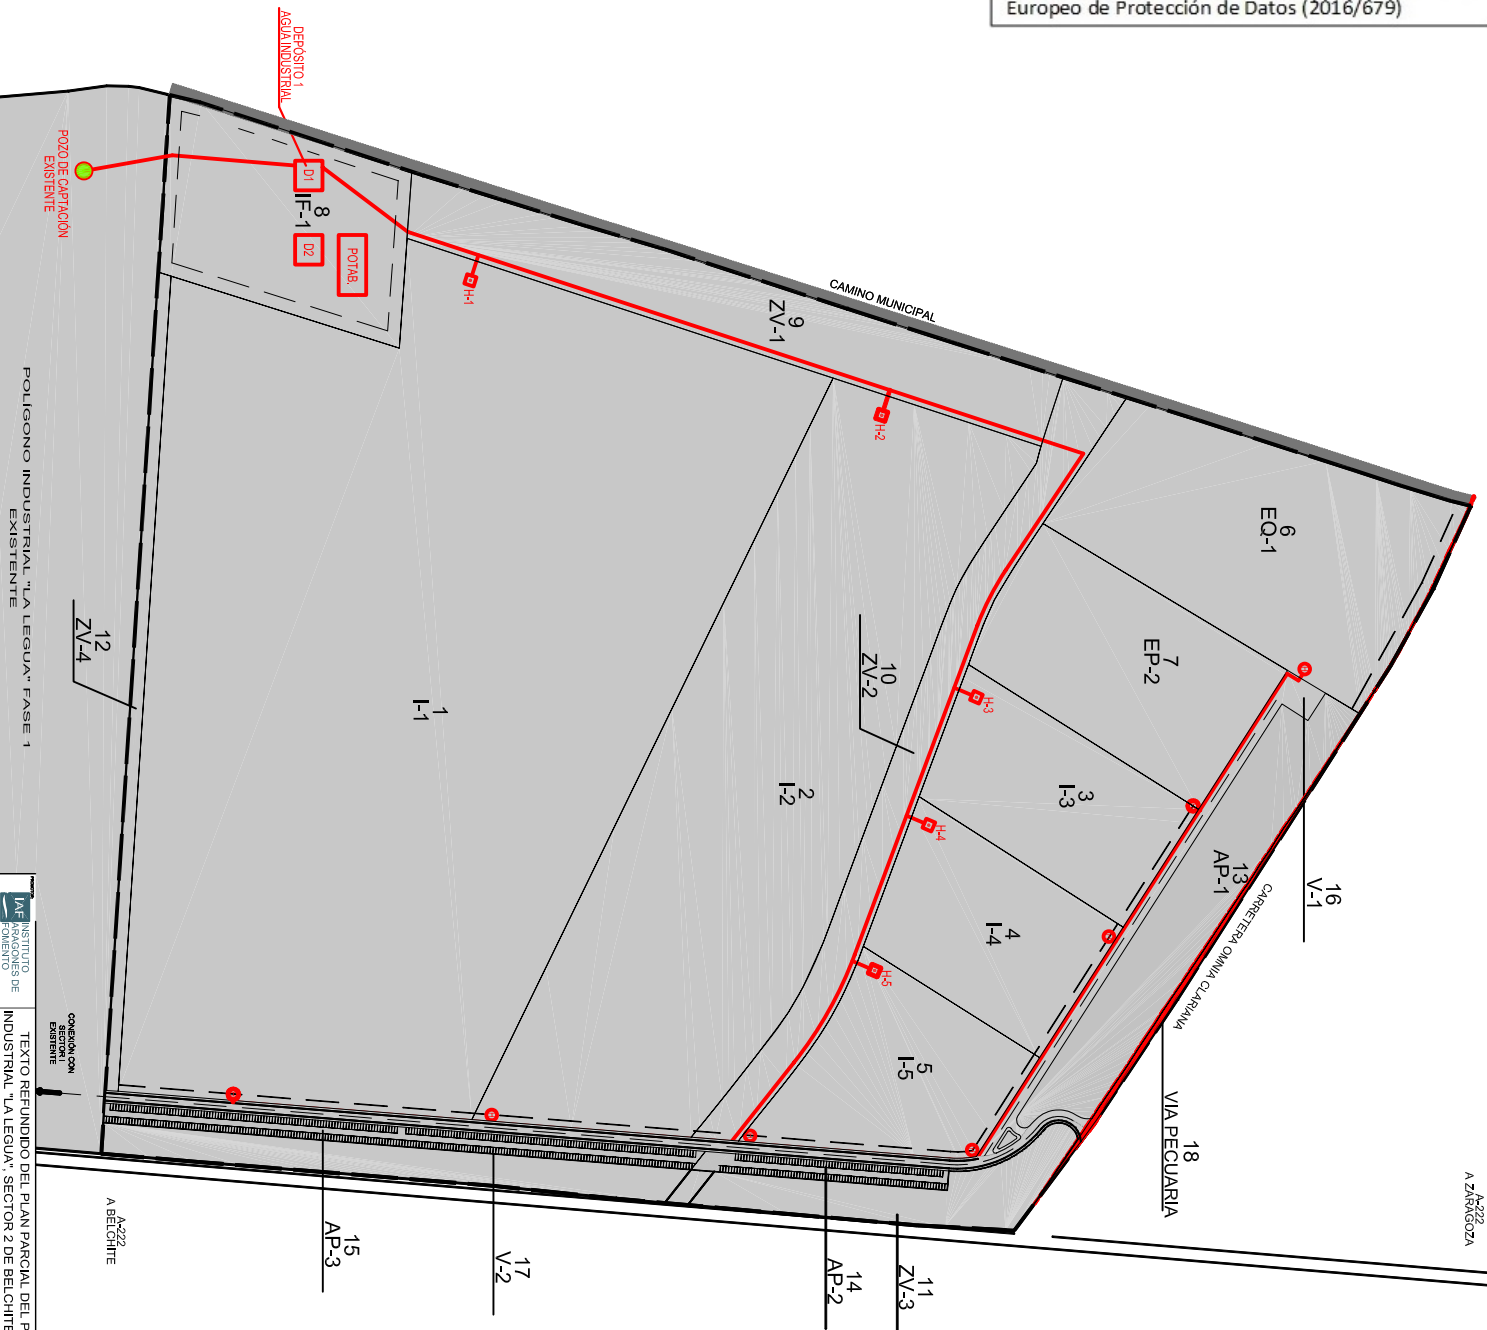 Europeo de Protección de Datos (2016/679)
DEPÓSITO 1
AGUA INDUSTRIAL
POZO DE CAPTACIÓN
EXISTENTE
D1
8
IF-1
D2
POTAB.
H-1
CAMINO MUNICIPAL
9
ZV-1
H-2
6
EQ-1
7
EP-2
10
ZV-2
H-3
3
I-3
H-4
4
I-4
H-5
5
I-5
2
I-2
1
I-1
12
ZV-4
POLÍGONO INDUSTRIAL "LA LEGUA" FASE 1
EXISTENTE
13
AP-1
16
V-1
CARRETERA OMNIA CLARIANA
18
VIA PECUARIA
A-222
A ZARAGOZA
11
ZV-3
14
AP-2
17
V-2
15
AP-3
A-222
A BELCHITE
CONEXIÓN CON
SECTOR I
EXISTENTE
IAF
INSTITUTO
ARAGONES DE
FOMENTO
TEXTO REFUNDIDO DEL PLAN PARCIAL DEL P
INDUSTRIAL "LA LEGUA", SECTOR 2 DE BELCHITE